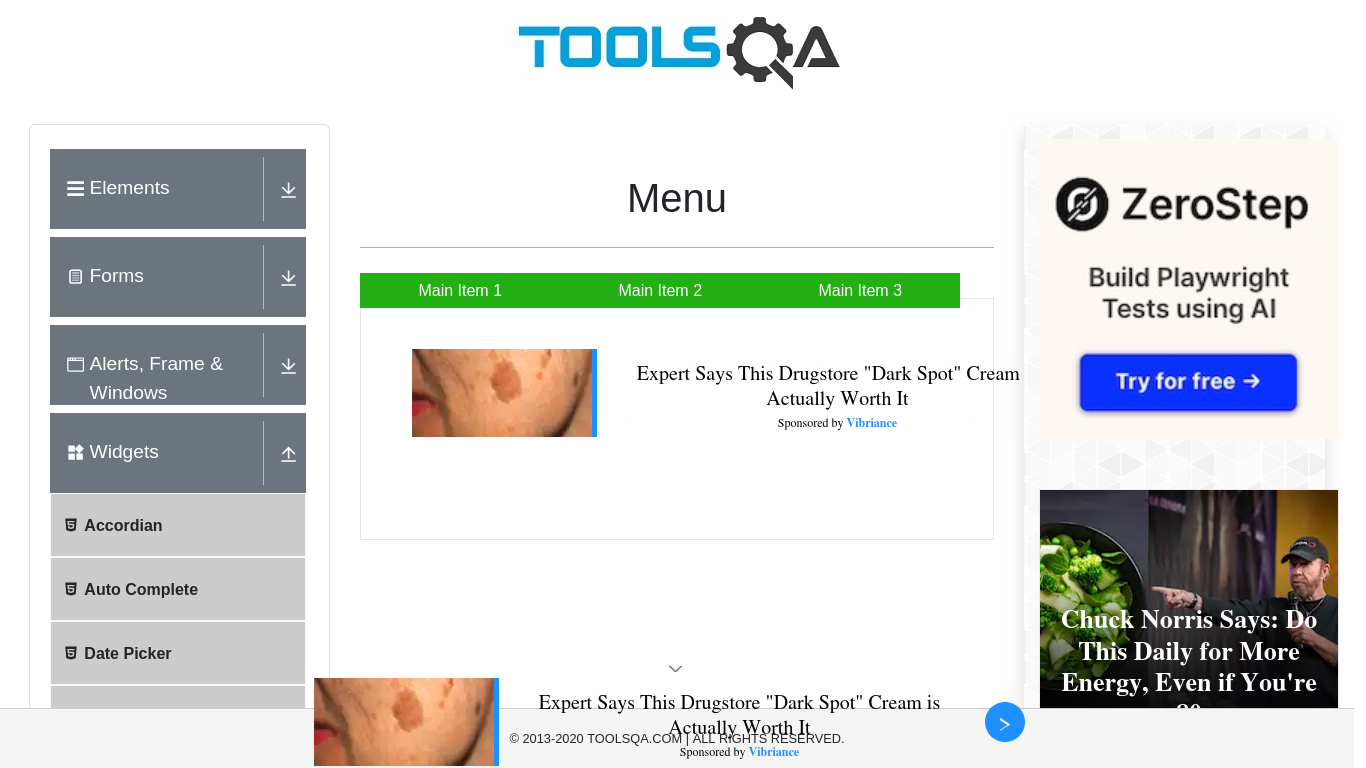 TOOLSQA
Elements
Forms
Alerts, Frame &
Windows
Widgets
Accordian
Auto Complete
Date Picker
Menu
Main Item 1
Main Item 2
Main Item 3
Expert Says This Drugstore "Dark Spot" Cream
Actually Worth It
Sponsored by Vibriance
ZeroStep
Build Playwright
Tests using AI
Try for free →
Chuck Norris Says: Do
This Daily for More
Energy, Even if You're
Expert Says This Drugstore "Dark Spot" Cream is
Actually Worth It
© 2013-2020 TOOLSQA.COM | ALL RIGHTS RESERVED.
Sponsored by Vibriance